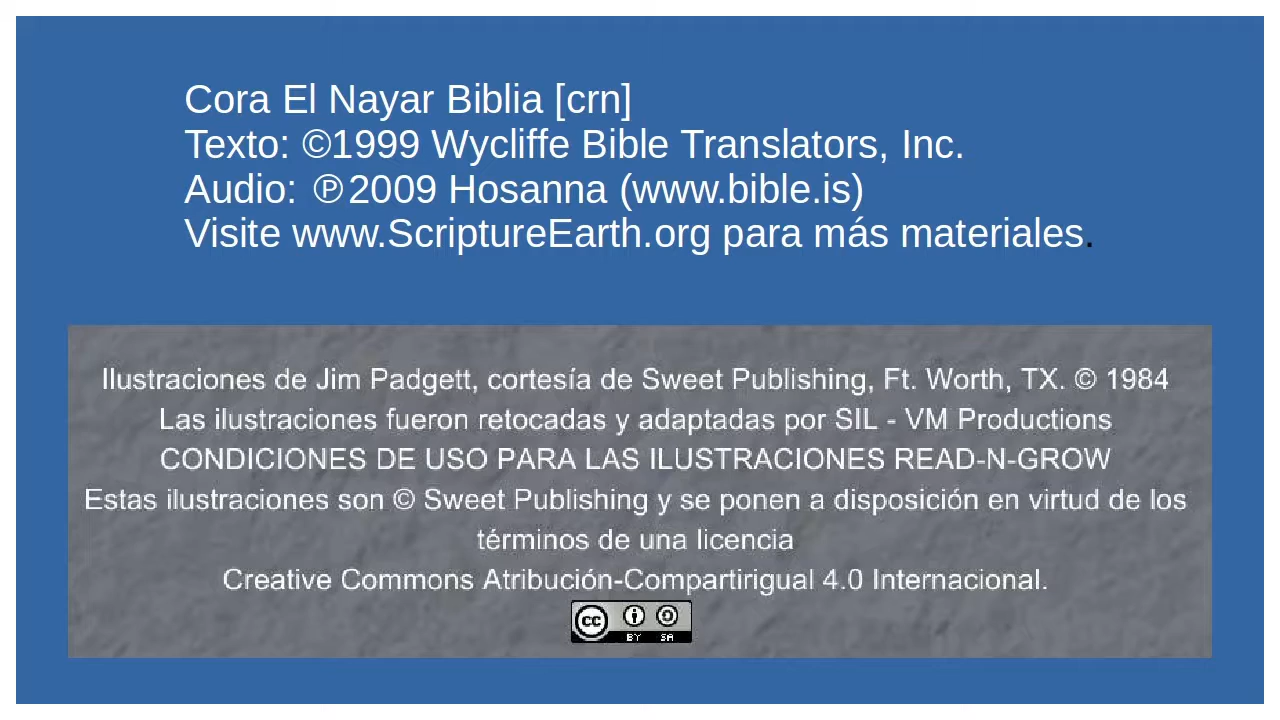 Cora El Nayar Biblia [crn]
Texto: ©1999 Wycliffe Bible Translators, Inc.
Audio: ℗2009 Hosanna (www.bible.is)
Visite www.ScriptureEarth.org para más materiales.
Ilustraciones de Jim Padgett, cortesía de Sweet Publishing, Ft. Worth, TX. © 1984
Las ilustraciones fueron retocadas y adaptadas por SIL - VM Productions
CONDICIONES DE USO PARA LAS ILUSTRACIONES READ-N-GROW
Estas ilustraciones son © Sweet Publishing y se ponen a disposición en virtud de los
términos de una licencia
Creative Commons Atribución-Compartirigual 4.0 Internacional.
cc BY SA